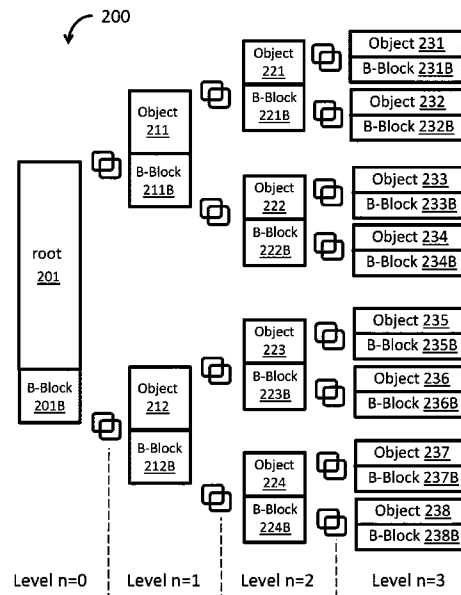 200
root
201
B-Block
201B
Object
211
B-Block
211B
Object
212
B-Block
212B
Object
221
B-Block
221B
Object
222
B-Block
222B
Object
223
B-Block
223B
Object
224
B-Block
224B
Object 231
B-Block 231B
Object 232
B-Block 232B
Object 233
B-Block 233B
Object 234
B-Block 234B
Object 235
B-Block 235B
Object 236
B-Block 236B
Object 237
B-Block 237B
Object 238
B-Block 238B
Level n=0
Level n=1
Level n=2
Level n=3